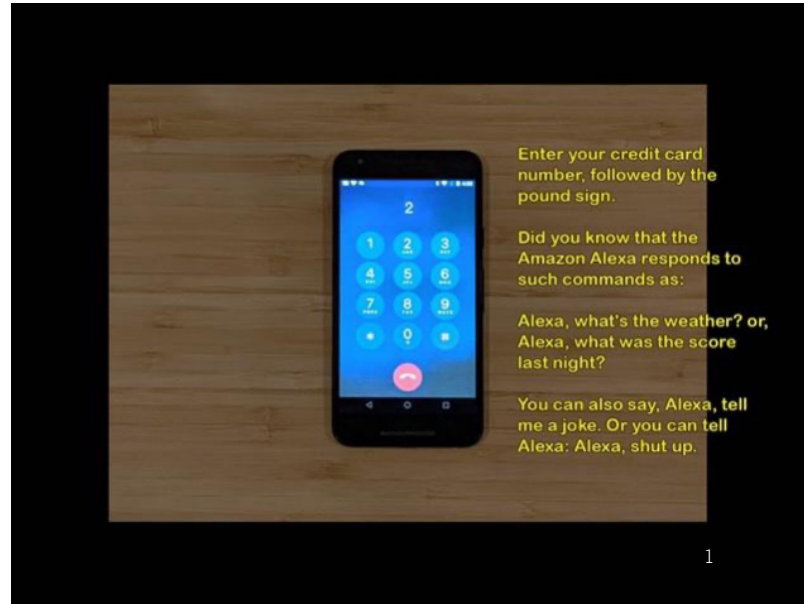 2
1
2
3
4
5
6
7
8
9
*
0
Enter your credit card
number, followed by the
pound sign.
Did you know that the
Amazon Alexa responds to
such commands as:
Alexa, what's the weather? or,
Alexa, what was the score
last night?
You can also say, Alexa, tell
me a joke. Or you can tell
Alexa: Alexa, shut up.
1